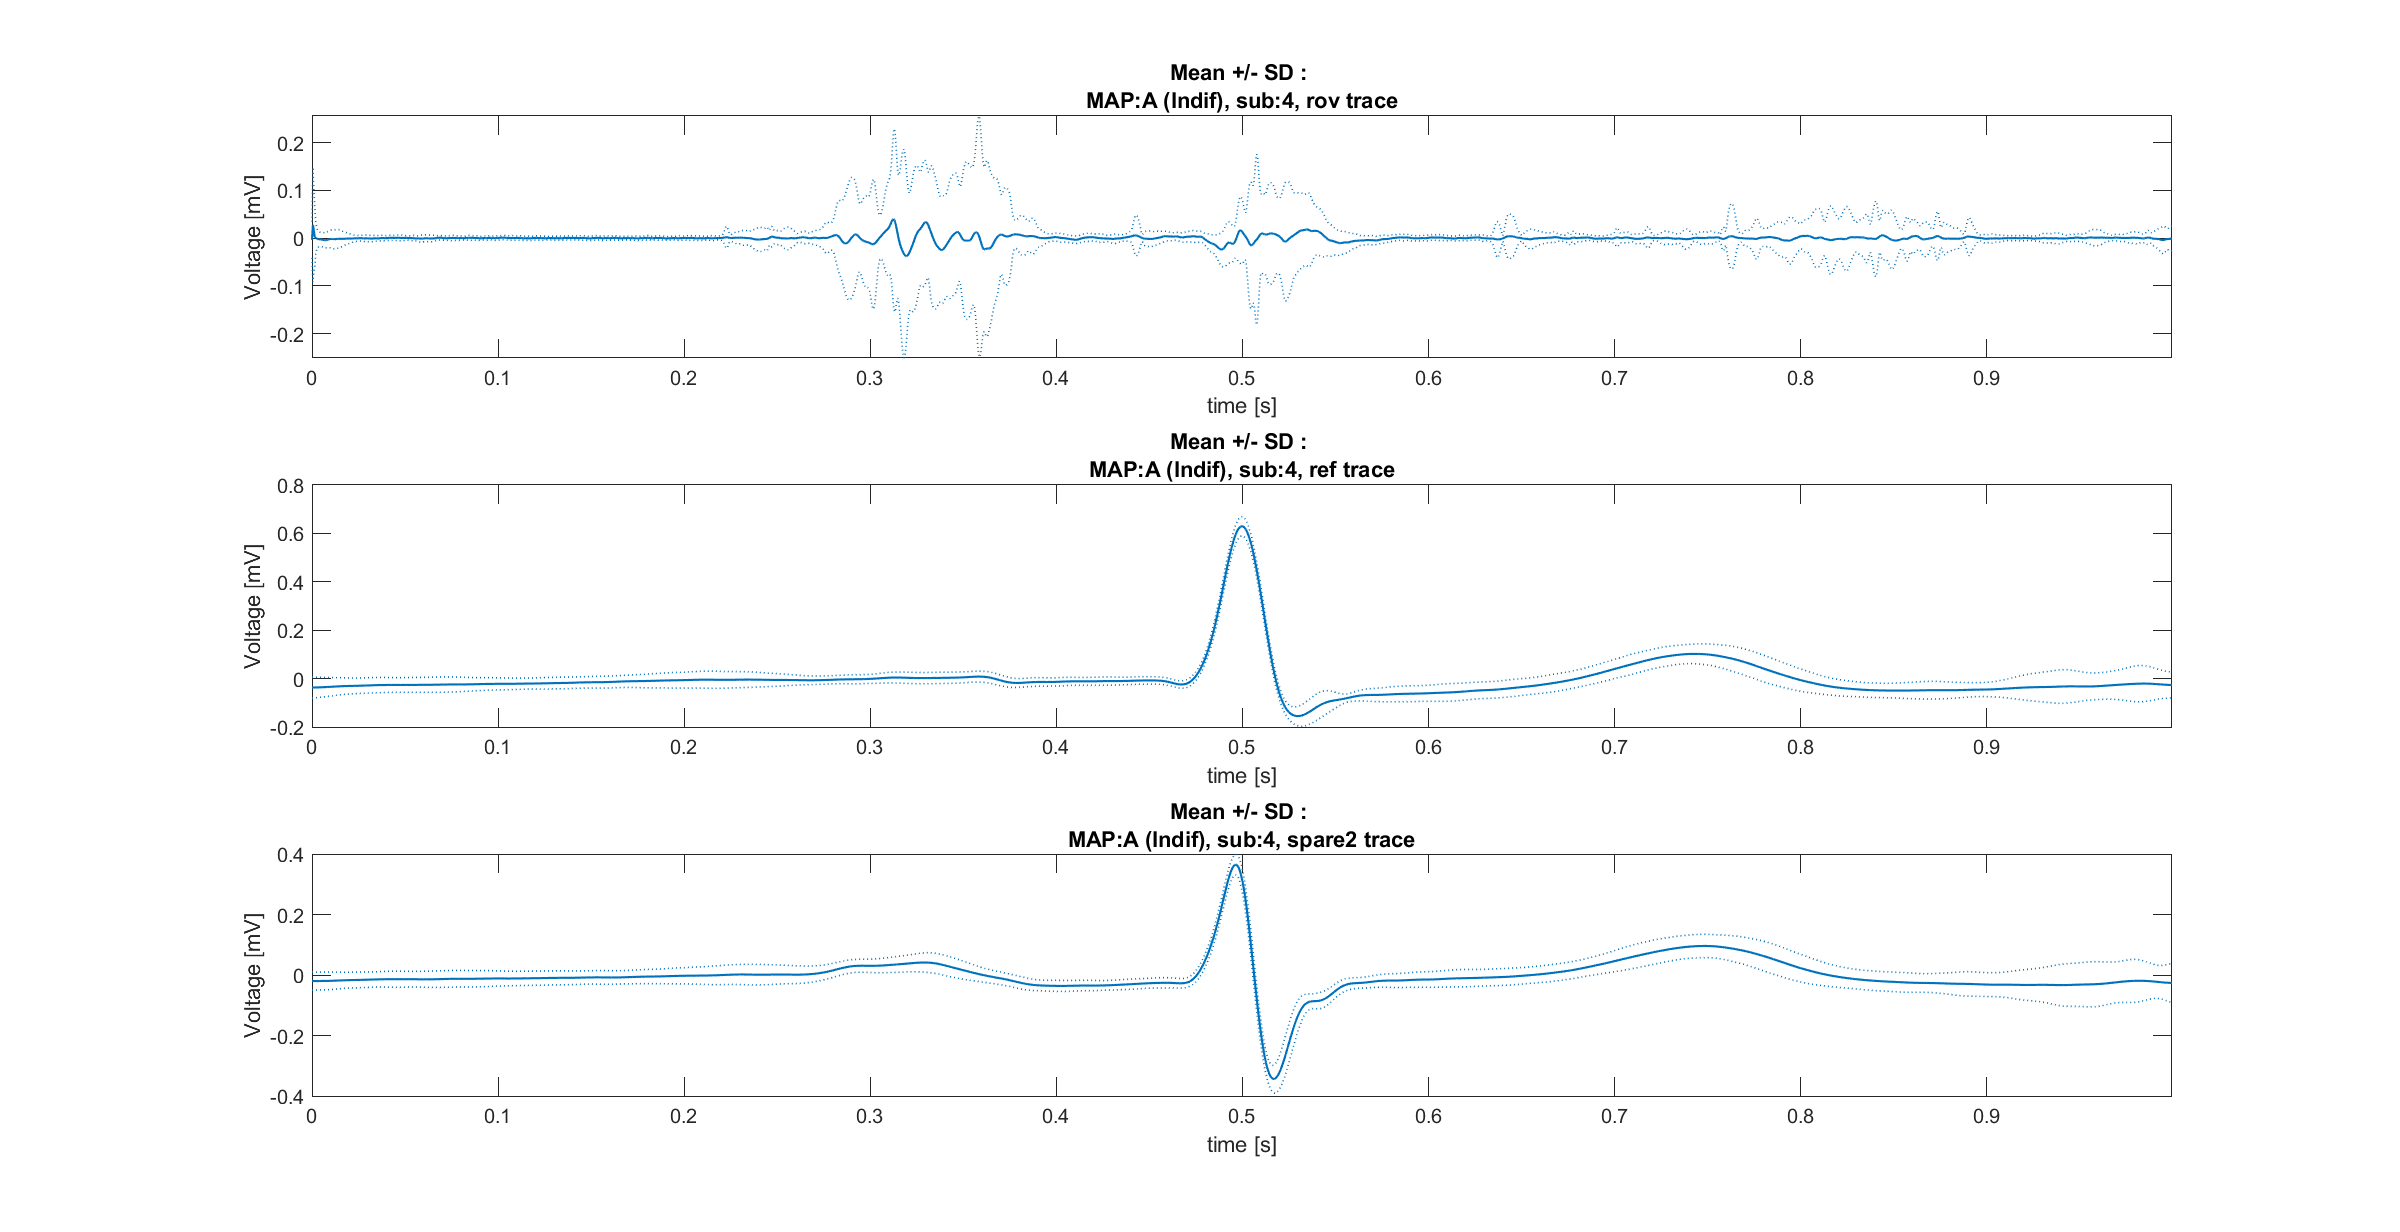 Mean +/- SD :
MAP:A (Indif), sub:4, rov trace
Voltage [mV]
0.2
0.1
0
-0.1
-0.2
0 0.1 0.2 0.3 0.4 0.5 0.6 0.7 0.8 0.9
time [s]
Mean +/- SD :
MAP:A (Indif), sub:4, ref trace
Voltage [mV]
0.8
0.6
0.4
0.2
0
-0.2
0 0.1 0.2 0.3 0.4 0.5 0.6 0.7 0.8 0.9
time [s]
Mean +/- SD :
MAP:A (Indif), sub:4, spare2 trace
Voltage [mV]
0.4
0.2
0
-0.2
-0.4
0 0.1 0.2 0.3 0.4 0.5 0.6 0.7 0.8 0.9
time [s]